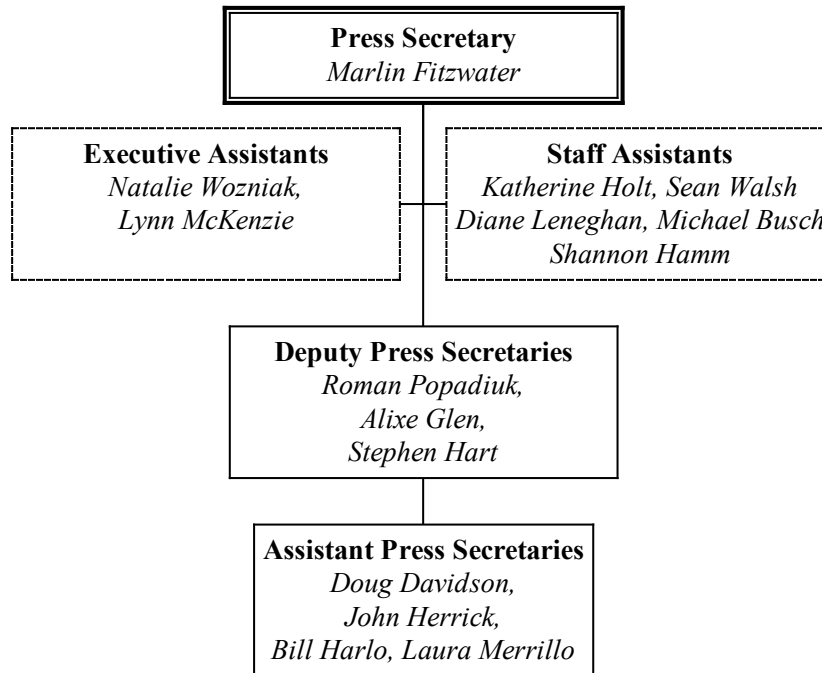 Press Secretary
Marlin Fitzwater
Executive Assistants
Natalie Wozniak,
Lynn McKenzie
Staff Assistants
Katherine Holt, Sean Walsh
Diane Leneghan, Michael Busch
Shannon Hamm
Deputy Press Secretaries
Roman Popadiuk,
Alixe Glen,
Stephen Hart
Assistant Press Secretaries
Doug Davidson,
John Herrick,
Bill Harlo, Laura Merrillo